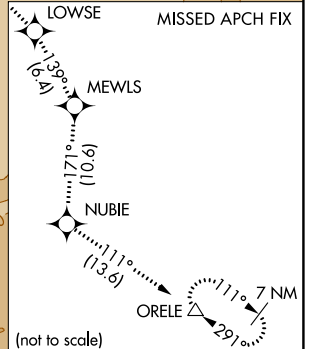 LOWSE
MISSED APCH FIX
139°
(6.4)
MEWLS
171°
(10.6)
NUBIE
111°
(13.6)
ORELE
111°
7 NM
291°
(not to scale)